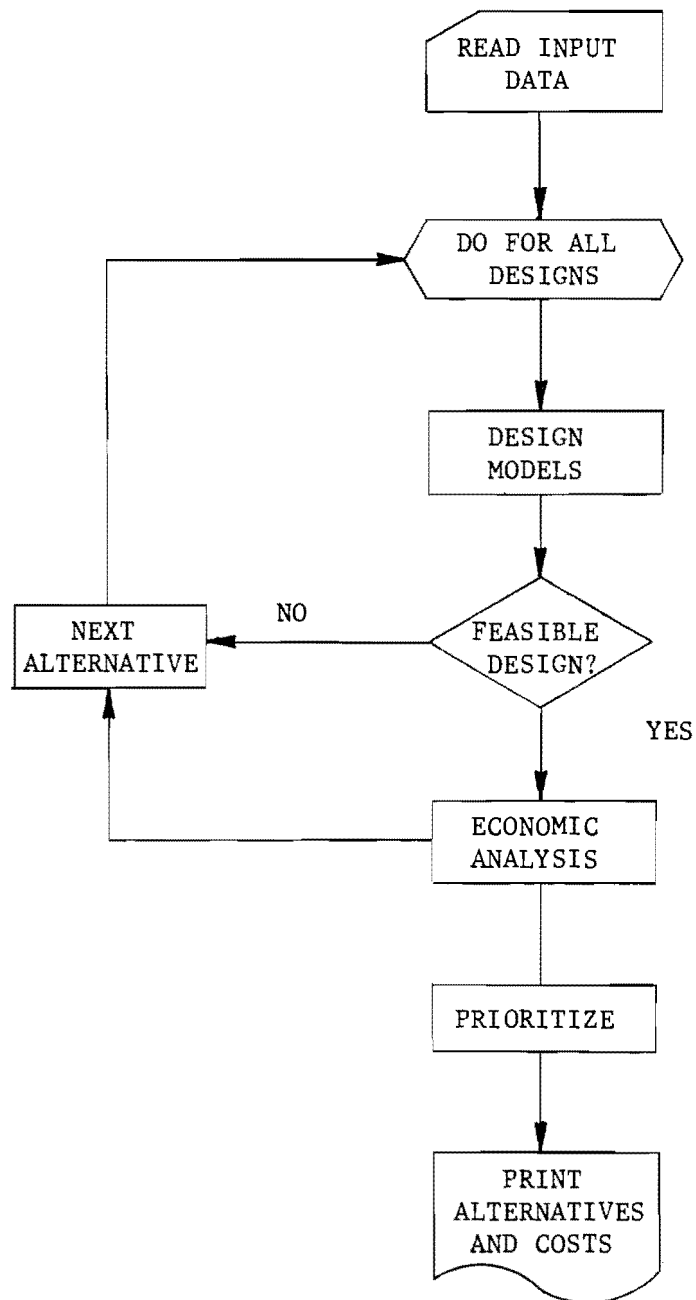 READ INPUT
DATA
DO FOR ALL
DESIGNS
DESIGN
MODELS
FEASIBLE
DESIGN?
NO
NEXT
ALTERNATIVE
YES
ECONOMIC
ANALYSIS
PRIORITIZE
PRINT
ALTERNATIVES
AND COSTS